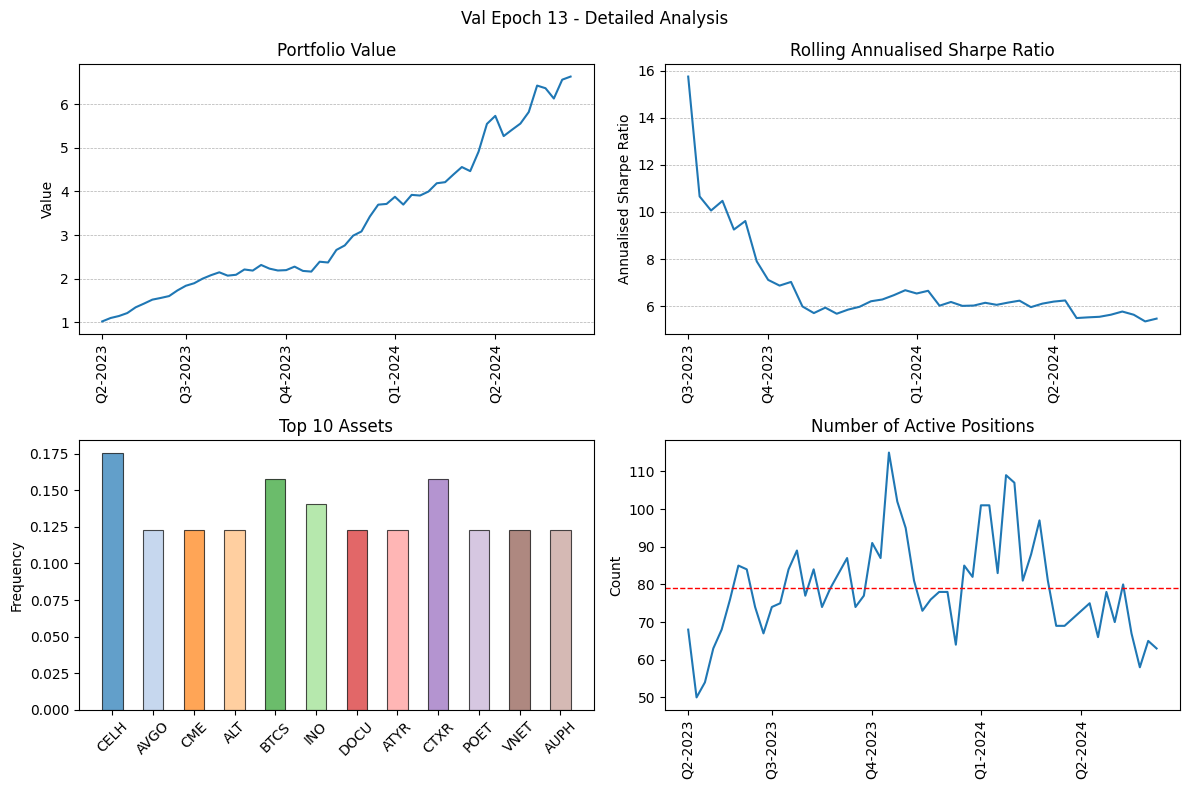 Val Epoch 13 - Detailed Analysis
Portfolio Value
Value
6
5
4
3
2
1
Q2-2023
Q3-2023
Q4-2023
Q1-2024
Q2-2024
Rolling Annualised Sharpe Ratio
Annualised Sharpe Ratio
16
14
12
10
8
6
Q3-2023
Q4-2023
Q1-2024
Q2-2024
Top 10 Assets
Frequency
0.175
0.150
0.125
0.100
0.075
0.050
0.025
0.000
CELH
AVGO
CME
ALT
BTCS
INO
DOCU
ATYR
CTXR
POET
VNET
AUPH
Number of Active Positions
Count
110
100
90
80
70
60
50
Q2-2023
Q3-2023
Q4-2023
Q1-2024
Q2-2024